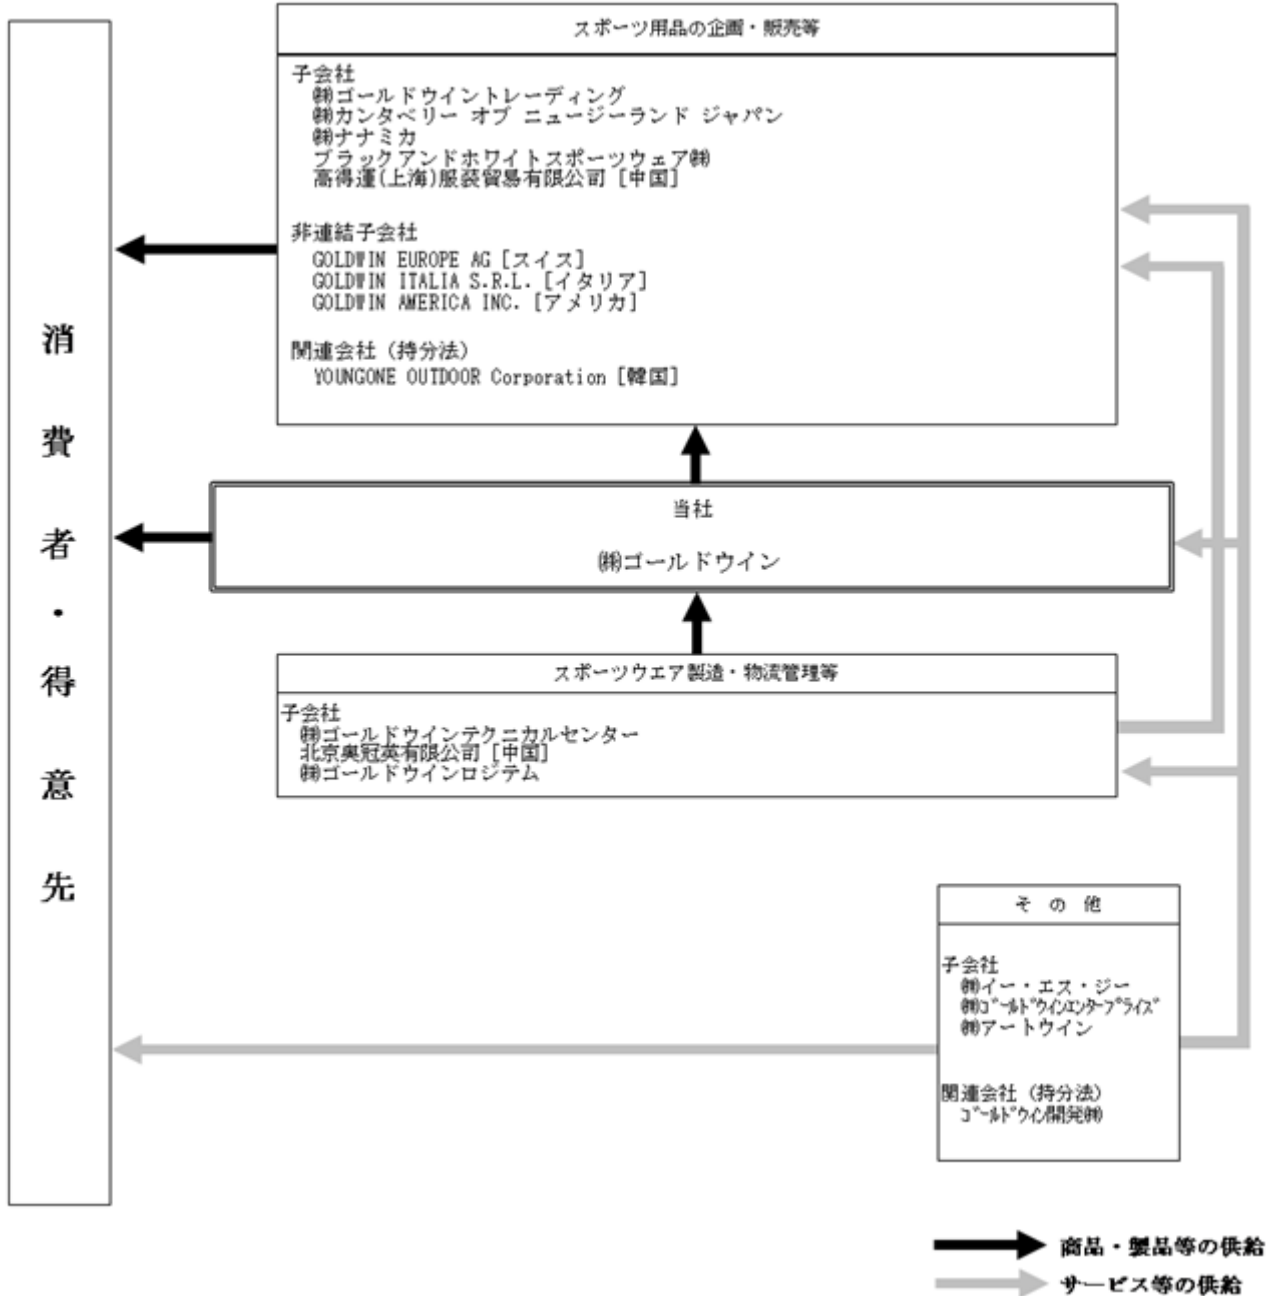 スポーツ用品の企画・販売等
子会社
㈱ゴールドウイントレーディング
㈱カンタベリー オブ ニュージーランド ジャパン
㈱ナナミカ
ブラックアンドホワイトスポーツウェア㈱
高得運(上海)服装貿易有限公司 [中国]
非連結子会社
GOLDWIN EUROPE AG [スイス]
GOLDWIN ITALIA S.R.L. [イタリア]
GOLDWIN AMERICA INC. [アメリカ]
関連会社 (持分法)
YOUNGONE OUTDOOR Corporation [韓国]
消費者・得意先
当社
㈱ゴールドウイン
スポーツウエア製造・物流管理等
子会社
㈱ゴールドウインテクニカルセンター
北京奥冠英有限公司 [中国]
㈱ゴールドウインロジテム
その他
子会社
㈱イー・エス・ジー
㈱ｺﾞｰﾙﾄﾞｳｲﾝｴﾝﾀｰﾌﾟﾗｲｽﾞ
㈱アートウイン
関連会社 (持分法)
ｺﾞｰﾙﾄﾞｳｲﾝ開発㈱
商品・製品等の供給
サービス等の供給